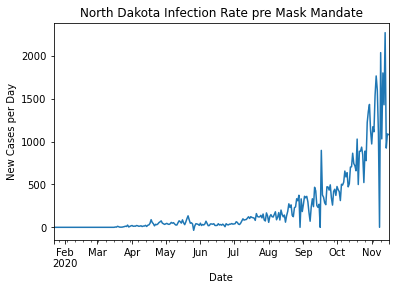 North Dakota Infection Rate pre Mask Mandate
New Cases per Day
2000
1500
1000
500
0
Feb Mar Apr May Jun Jul Aug Sep Oct Nov
2020
Date